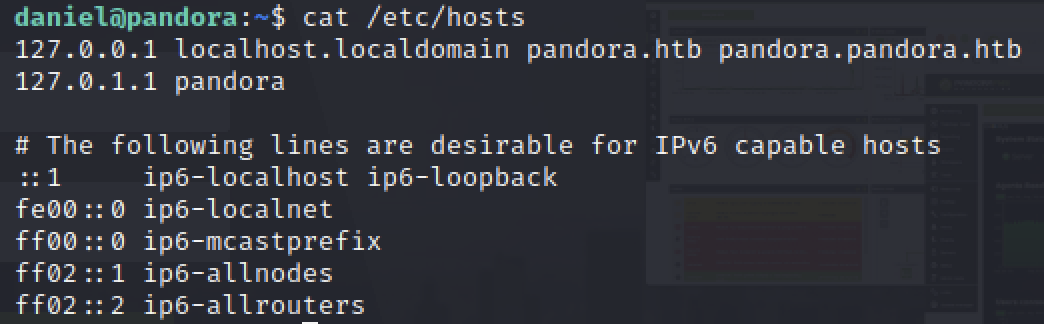 daniel@pandora:~$ cat /etc/hosts
127.0.0.1 localhost.localdomain pandora.htb pandora.pandora.htb
127.0.1.1 pandora

# The following lines are desirable for IPv6 capable hosts
::1     ip6-localhost ip6-loopback
fe00::0 ip6-localnet
ff00::0 ip6-mcastprefix
ff02::1 ip6-allnodes
ff02::2 ip6-allrouters